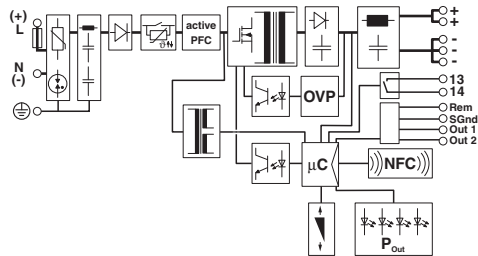 (+)
L
N
(-)
ϑ
active
PFC
+
+
-
-
-
13
14
OVP
Rem
SGnd
Out 1
Out 2
μC
NFC
P Out